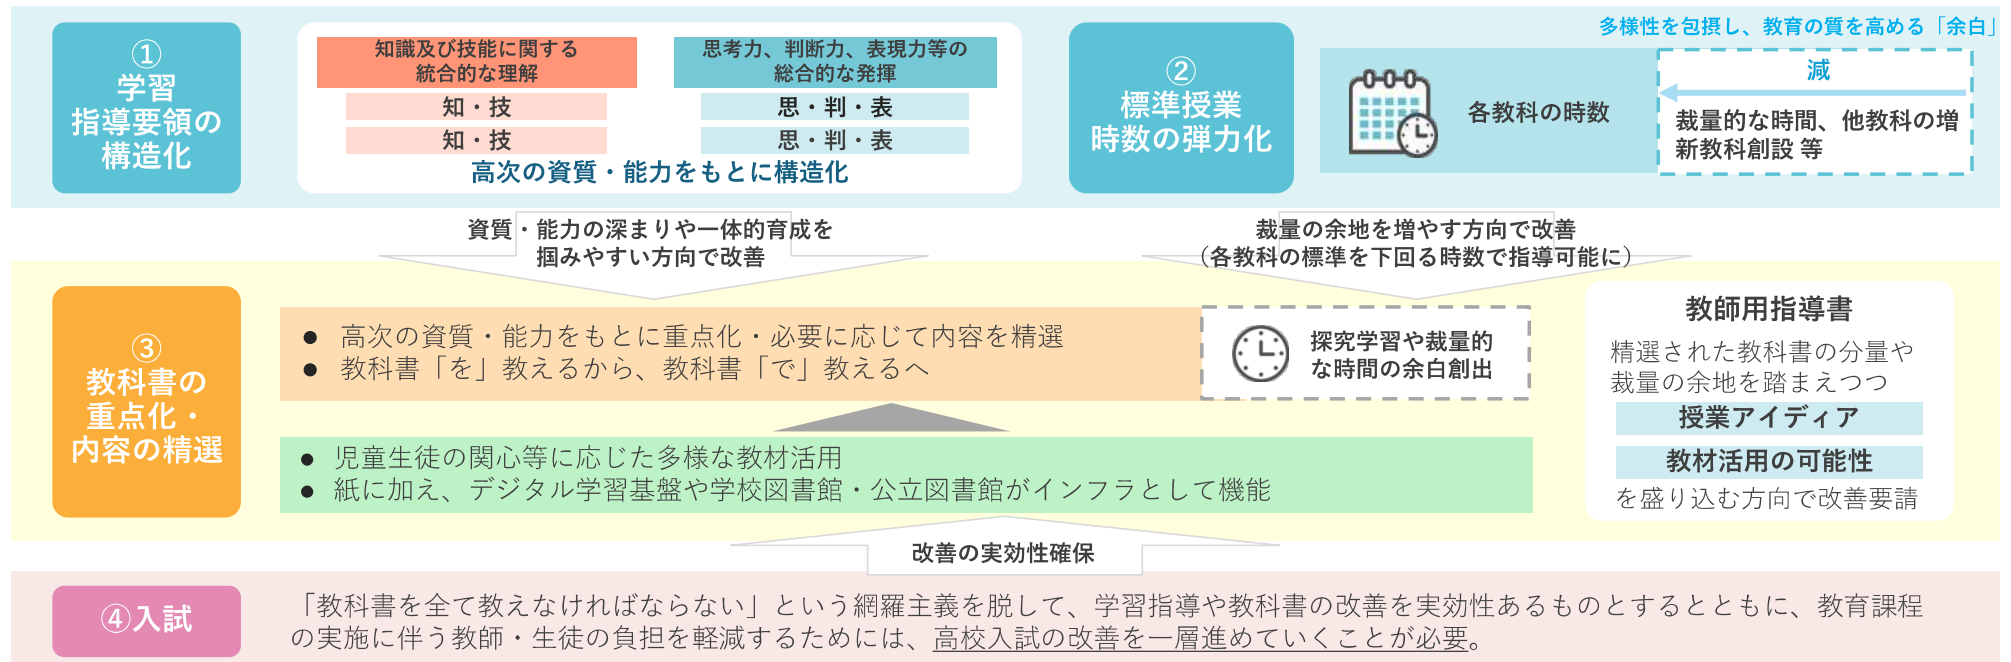 ①
学習
指導要領の
構造化
知識及び技能に関する
統合的な理解
知・技
知・技
思考力、判断力、表現力等の
総合的な発揮
思・判・表
思・判・表
高次の資質・能力をもとに構造化
②
標準授業
時数の弾力化
多様性を包摂し、教育の質を高める「余白」
各教科の時数
減
裁量的な時間、他教科の増
新教科創設 等
資質・能力の深まりや一体的育成を
掴みやすい方向で改善
裁量の余地を増やす方向で改善
（各教科の標準を下回る時数で指導可能に）
③
教科書の
重点化・
内容の精選
● 高次の資質・能力をもとに重点化・必要に応じて内容を精選
● 教科書「を」教えるから、教科書「で」教えるへ
探究学習や裁量的
な時間の余白創出
● 児童生徒の関心等に応じた多様な教材活用
● 紙に加え、デジタル学習基盤や学校図書館・公立図書館がインフラとして機能
教師用指導書
精選された教科書の分量や
裁量の余地を踏まえつつ
授業アイディア
教材活用の可能性
を盛り込む方向で改善要請
改善の実効性確保
④入試
「教科書を全て教えなければならない」という網羅主義を脱して、学習指導や教科書の改善を実効性あるものとするとともに、教育課程
の実施に伴う教師・生徒の負担を軽減するためには、高校入試の改善を一層進めていくことが必要。